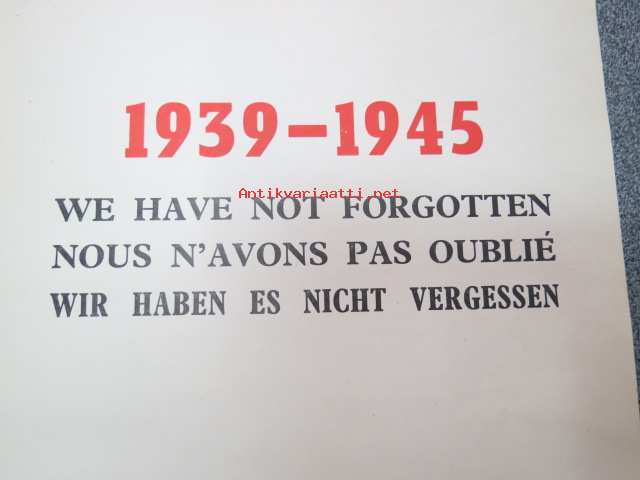 1939–1945
Antikvariaatti.net
WE HAVE NOT FORGOTTEN
NOUS N'AVONS PAS OUBLIÉ
WIR HABEN ES NICHT VERGESSEN